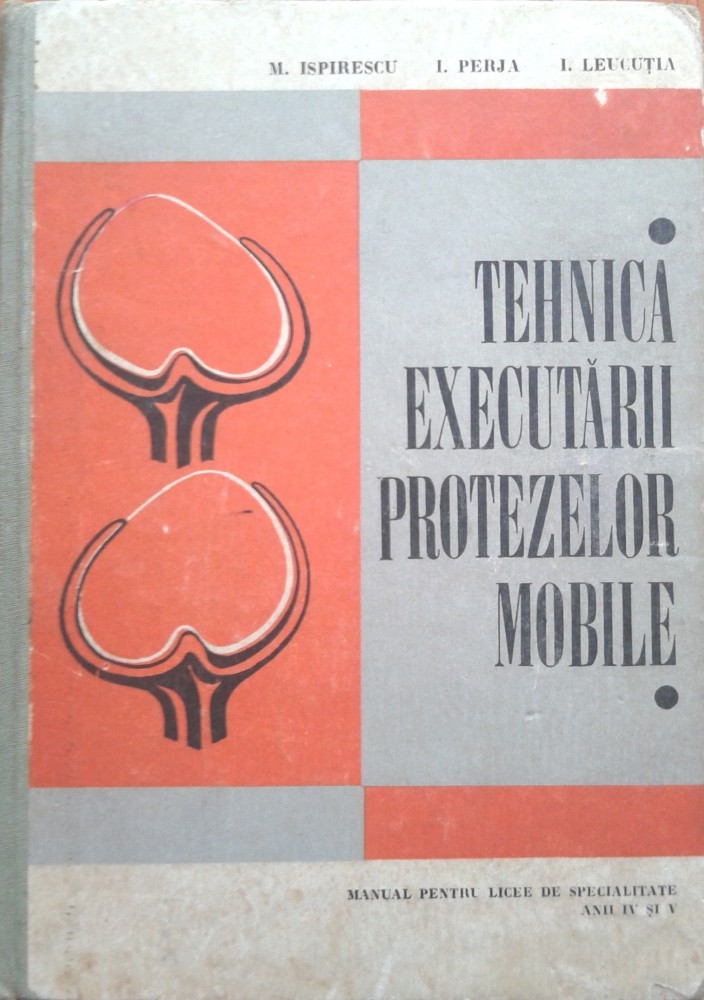 M. ISPIRESCU I. PERJA I. LEUCUȚIA
TEHNICA
EXECUTĂRII
PROTEZELOR
MOBILE
MANUAL PENTRU LICEE DE SPECIALITATE
ANII IV ȘI V